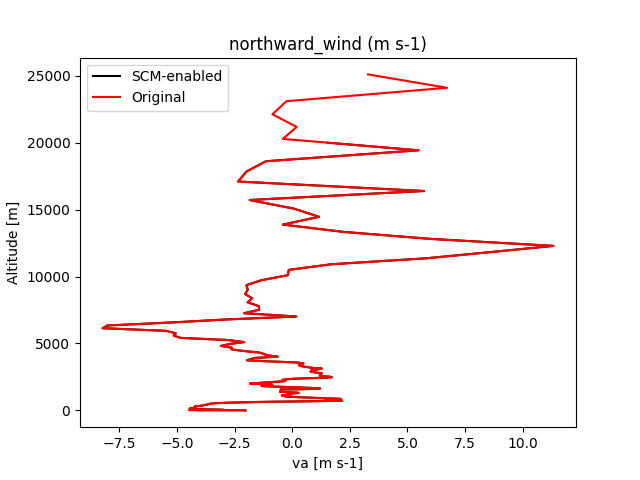 northward_wind (m s-1)
SCM-enabled
Original
Altitude [m]
25000
20000
15000
10000
5000
0
−7.5 −5.0 −2.5 0.0 2.5 5.0 7.5 10.0
va [m s-1]